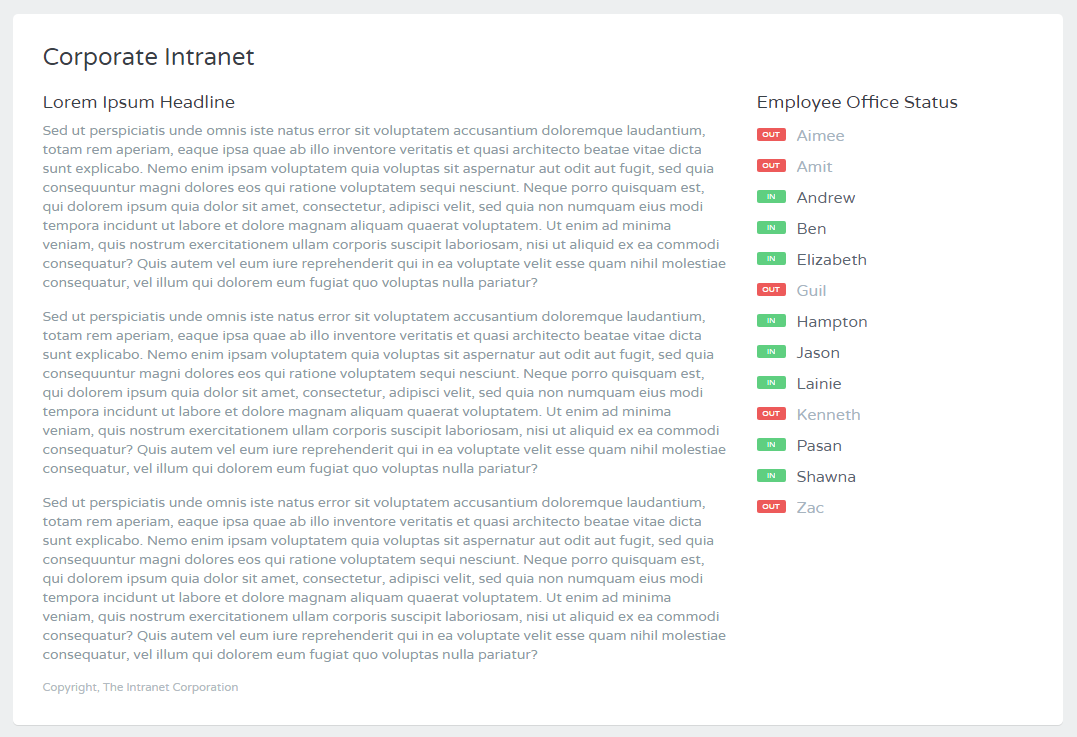 Corporate Intranet
Lorem Ipsum Headline
Sed ut perspiciatis unde omnis iste natus error sit voluptatem accusantium doloremque laudantium,
totam rem aperiam, eaque ipsa quae ab illo inventore veritatis et quasi architecto beatae vitae dicta
sunt explicabo. Nemo enim ipsam voluptatem quia voluptas sit aspernatur aut odit aut fugit, sed quia
consequuntur magni dolores eos qui ratione voluptatem sequi nesciunt. Neque porro quisquam est,
qui dolorem ipsum quia dolor sit amet, consectetur, adipisci velit, sed quia non numquam eius modi
tempora incidunt ut labore et dolore magnam aliquam quaerat voluptatem. Ut enim ad minima
veniam, quis nostrum exercitationem ullam corporis suscipit laboriosam, nisi ut aliquid ex ea commodi
consequatur? Quis autem vel eum iure reprehenderit qui in ea voluptate velit esse quam nihil molestiae
consequatur, vel illum qui dolorem eum fugiat quo voluptas nulla pariatur?
Sed ut perspiciatis unde omnis iste natus error sit voluptatem accusantium doloremque laudantium,
totam rem aperiam, eaque ipsa quae ab illo inventore veritatis et quasi architecto beatae vitae dicta
sunt explicabo. Nemo enim ipsam voluptatem quia voluptas sit aspernatur aut odit aut fugit, sed quia
consequuntur magni dolores eos qui ratione voluptatem sequi nesciunt. Neque porro quisquam est,
qui dolorem ipsum quia dolor sit amet, consectetur, adipisci velit, sed quia non numquam eius modi
tempora incidunt ut labore et dolore magnam aliquam quaerat voluptatem. Ut enim ad minima
veniam, quis nostrum exercitationem ullam corporis suscipit laboriosam, nisi ut aliquid ex ea commodi
consequatur? Quis autem vel eum iure reprehenderit qui in ea voluptate velit esse quam nihil molestiae
consequatur, vel illum qui dolorem eum fugiat quo voluptas nulla pariatur?
Sed ut perspiciatis unde omnis iste natus error sit voluptatem accusantium doloremque laudantium,
totam rem aperiam, eaque ipsa quae ab illo inventore veritatis et quasi architecto beatae vitae dicta
sunt explicabo. Nemo enim ipsam voluptatem quia voluptas sit aspernatur aut odit aut fugit, sed quia
consequuntur magni dolores eos qui ratione voluptatem sequi nesciunt. Neque porro quisquam est,
qui dolorem ipsum quia dolor sit amet, consectetur, adipisci velit, sed quia non numquam eius modi
tempora incidunt ut labore et dolore magnam aliquam quaerat voluptatem. Ut enim ad minima
veniam, quis nostrum exercitationem ullam corporis suscipit laboriosam, nisi ut aliquid ex ea commodi
consequatur? Quis autem vel eum iure reprehenderit qui in ea voluptate velit esse quam nihil molestiae
consequatur, vel illum qui dolorem eum fugiat quo voluptas nulla pariatur?
Employee Office Status
OUT Aimee
OUT Amit
IN Andrew
IN Ben
IN Elizabeth
OUT Guil
IN Hampton
IN Jason
IN Lainie
OUT Kenneth
IN Pasan
IN Shawna
OUT Zac
Copyright, The Intranet Corporation